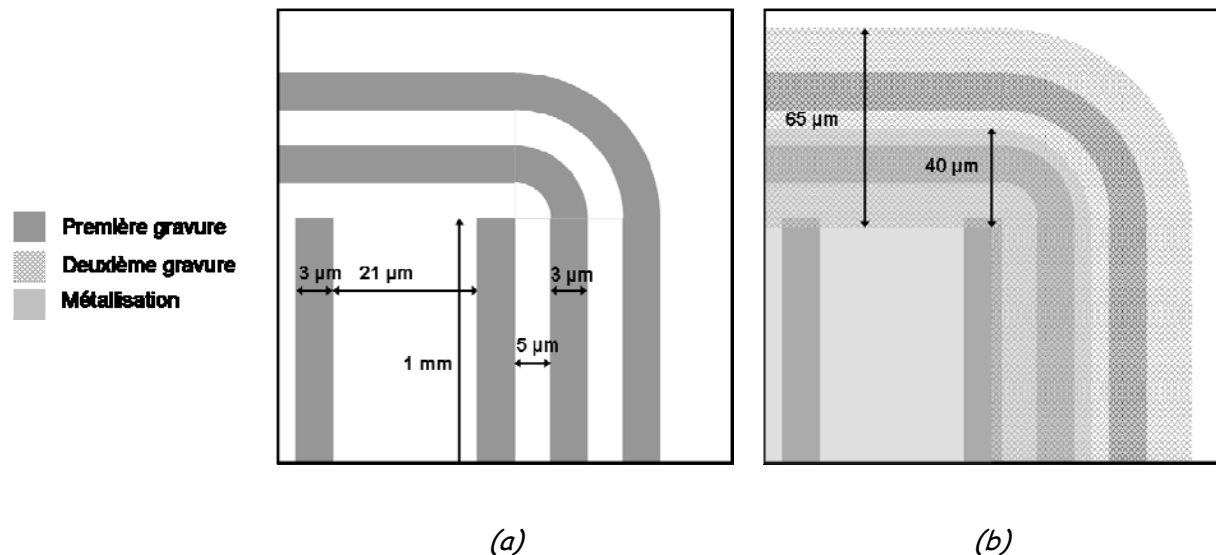 Première gravure
Deuxième gravure
Métallisation
3 µm
21 µm
3 µm
5 µm
1 mm
65 µm
40 µm
(a)
(b)